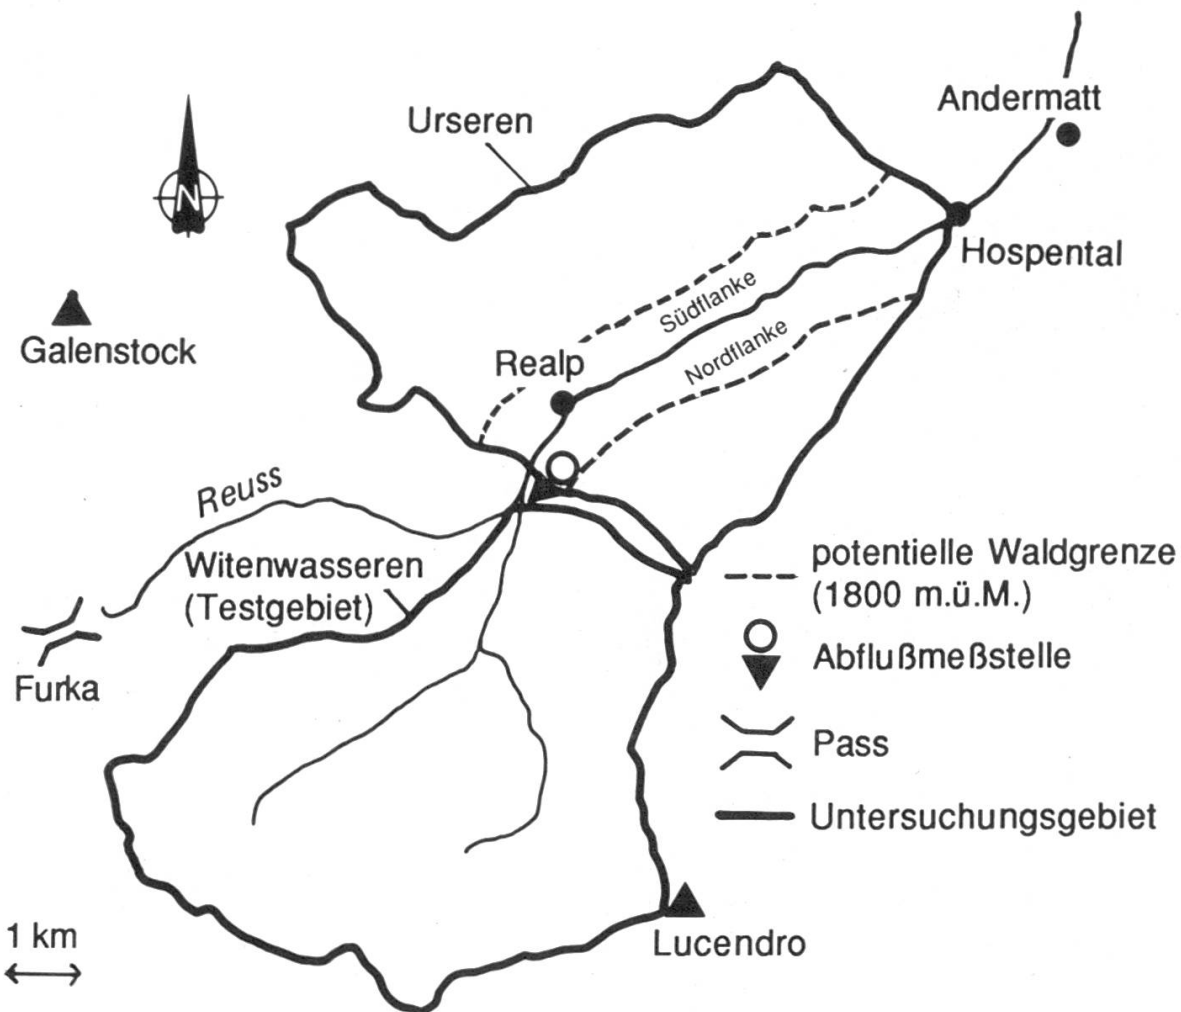 Andermatt
Urseren
N
Hospental
Südflanke
Galenstock
Nordflanke
Realp
Reuss
Witenwasseren
(Testgebiet)
potentielle Waldgrenze
(1800 m.ü.M.)
Abflußmeßstelle
Furka
Pass
Untersuchungsgebiet
1 km
Lucendro